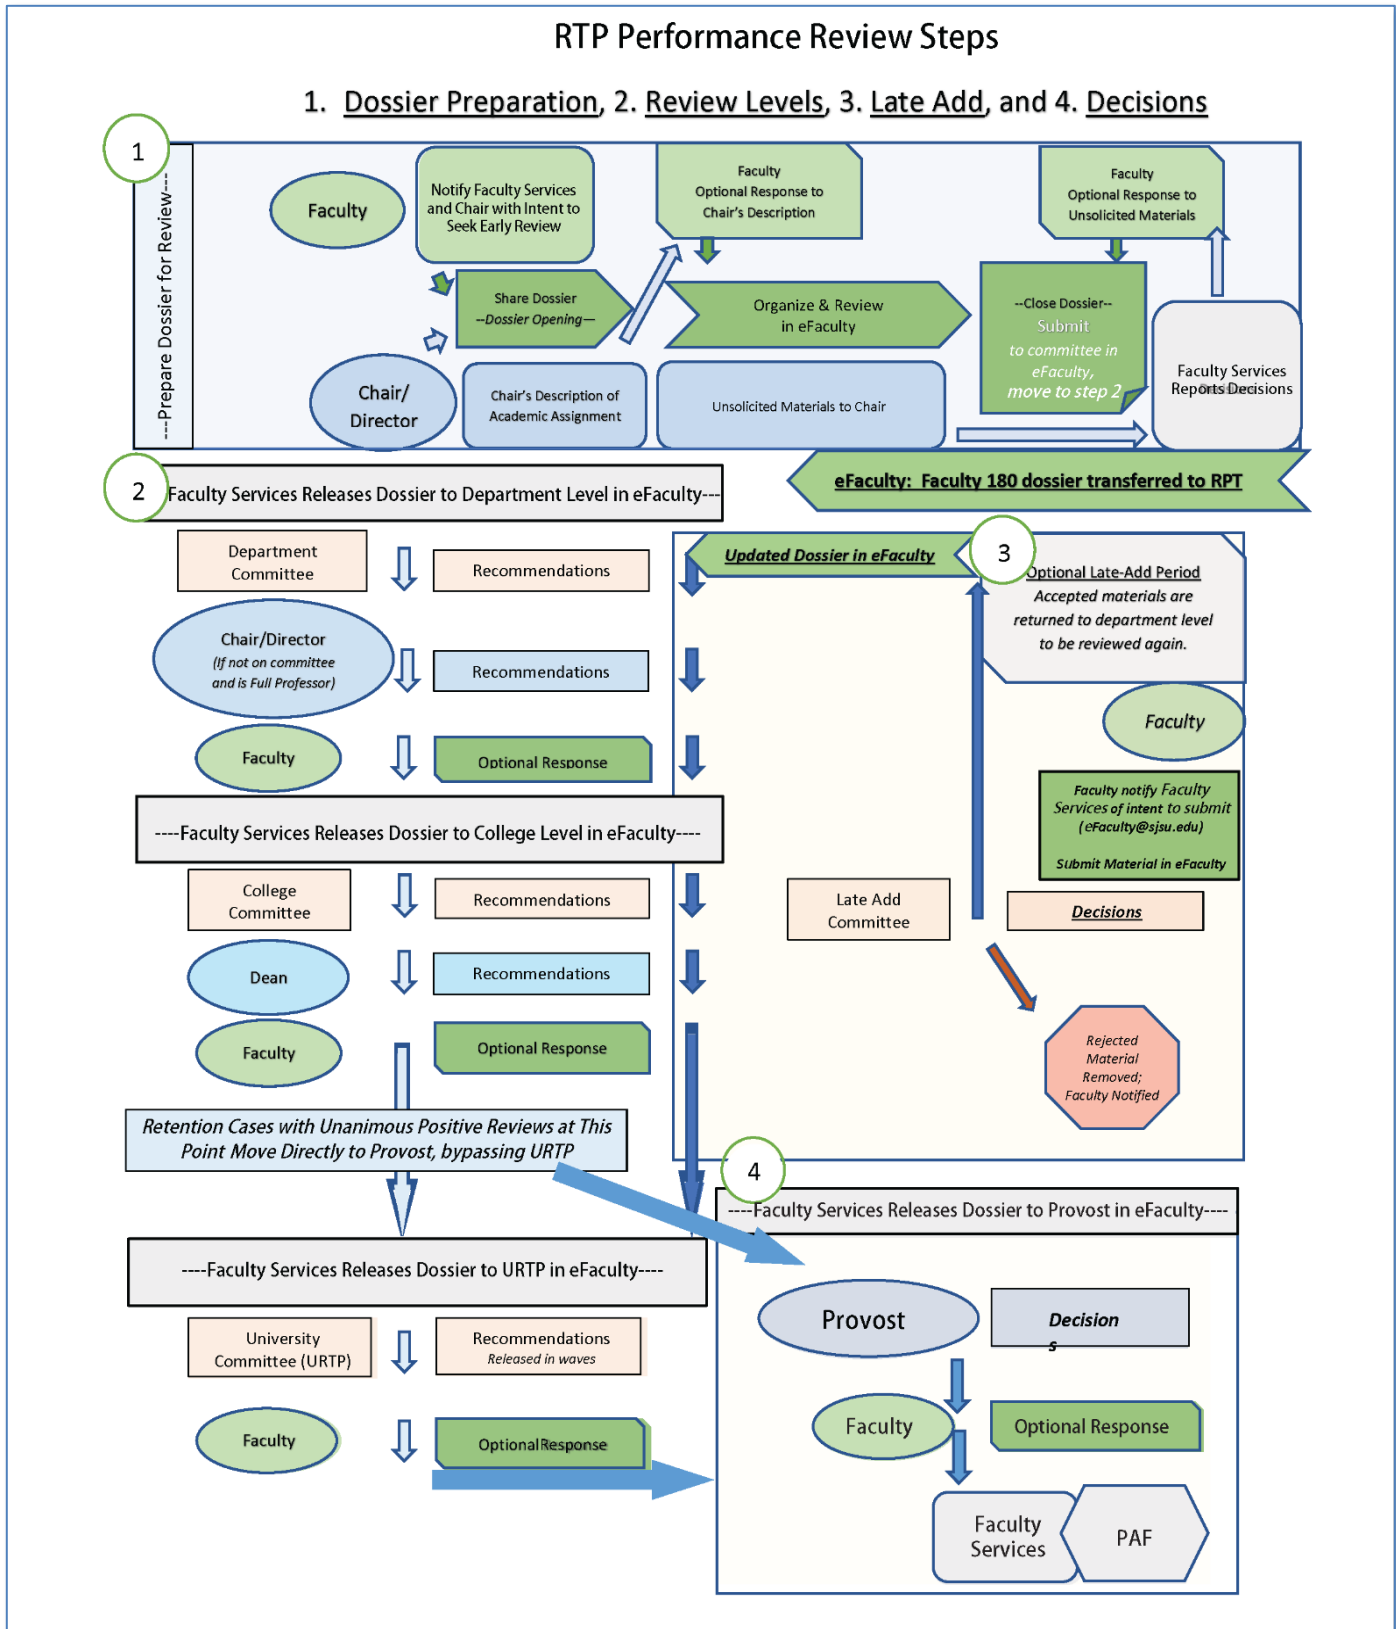 RTP Performance Review Steps
1. Dossier Preparation, 2. Review Levels, 3. Late Add, and 4. Decisions
1
---Prepare Dossier for Review---
Faculty
Notify Faculty Services
and Chair with Intent to
Seek Early Review
Faculty
Optional Response to
Chair's Description
Faculty
Optional Response to
Unsolicited Materials
Share Dossier
--Dossier Opening—
Organize & Review
in eFaculty
--Close Dossier--
Submit
to committee in
eFaculty,
move to step 2
Chair/
Director
Chair's Description of
Academic Assignment
Unsolicited Materials to Chair
Faculty Services
Reports Decisions
eFaculty: Faculty 180 dossier transferred to RPT
2
Faculty Services Releases Dossier to Department Level in eFaculty---
Department
Committee
Recommendations
Chair/Director
(If not on committee
and is Full Professor)
Recommendations
Faculty
Optional Response
----Faculty Services Releases Dossier to College Level in eFaculty----
College
Committee
Recommendations
Dean
Recommendations
Faculty
Optional Response
Retention Cases with Unanimous Positive Reviews at This
Point Move Directly to Provost, bypassing URTP
----Faculty Services Releases Dossier to URTP in eFaculty----
University
Committee (URTP)
Recommendations
Released in waves
Faculty
OptionalResponse
Updated Dossier in eFaculty
3
Optional Late-Add Period
Accepted materials are
returned to department level
to be reviewed again.
Faculty
Faculty notify Faculty
Services of intent to submit
(eFaculty@sjsu.edu)
Submit Material in eFaculty
Late Add
Committee
Decisions
Rejected
Material
Removed;
Faculty Notified
4
----Faculty Services Releases Dossier to Provost in eFaculty----
Provost
Decision
s
Faculty
Optional Response
Faculty
Services
PAF